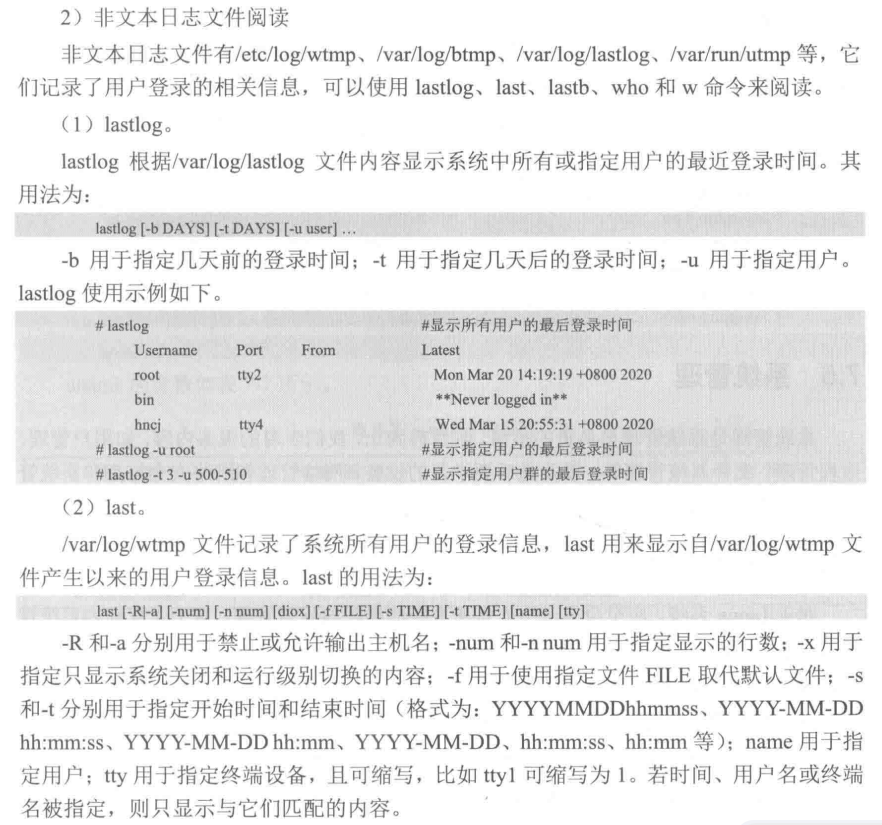 2）非文本日志文件阅读
非文本日志文件有/etc/log/wtmp、/var/log/btmp、/var/log/lastlog、/var/run/utmp 等，它
们记录了用户登录的相关信息，可以使用 lastlog、last、lastb、who 和 w 命令来阅读。
（1）lastlog。
lastlog 根据/var/log/lastlog 文件内容显示系统中所有或指定用户的最近登录时间。其
用法为：
lastlog [-b DAYS] [-t DAYS] [-u user] …
-b 用于指定几天前的登录时间；-t 用于指定几天后的登录时间；-u 用于指定用户。
lastlog 使用示例如下。
# lastlog #显示所有用户的最后登录时间
Username Port From Latest
root tty2 Mon Mar 20 14:19:19 +0800 2020
bin **Never logged in**
hncj tty4 Wed Mar 15 20:55:31 +0800 2020
# lastlog -u root #显示指定用户的最后登录时间
# lastlog -t 3 -u 500-510 #显示指定用户群的最后登录时间
（2）last。
/var/log/wtmp 文件记录了系统所有用户的登录信息，last 用来显示自/var/log/wtmp 文
件产生以来的用户登录信息。last 的用法为：
last [-R|-a] [-num] [-n num] [diox] [-f FILE] [-s TIME] [-t TIME] [name] [tty]
-R 和-a 分别用于禁止或允许输出主机名；-num 和-n num 用于指定显示的行数；-x 用于
指定只显示系统关闭和运行级别切换的内容；-f 用于使用指定文件 FILE 取代默认文件；-s
和-t 分别用于指定开始时间和结束时间（格式为：YYYYMMDDhhmmss、YYYY-MM-DD
hh:mm:ss、YYYY-MM-DD hh:mm、YYYY-MM-DD、hh:mm:ss、hh:mm 等）；name 用于指
定用户；tty 用于指定终端设备，且可缩写，比如 tty1 可缩写为 1。若时间、用户名或终端
名被指定，则只显示与它们匹配的内容。